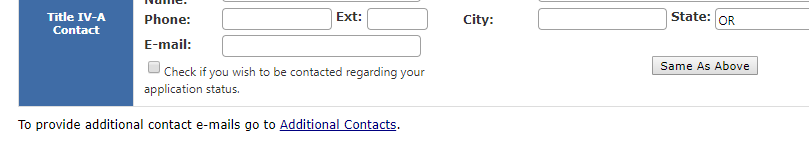 Name:
Title IV-A
Contact
Phone:
Ext:
City:
State:
OR
E-mail:
Check if you wish to be contacted regarding your
application status.
Same As Above
To provide additional contact e-mails go to Additional Contacts.